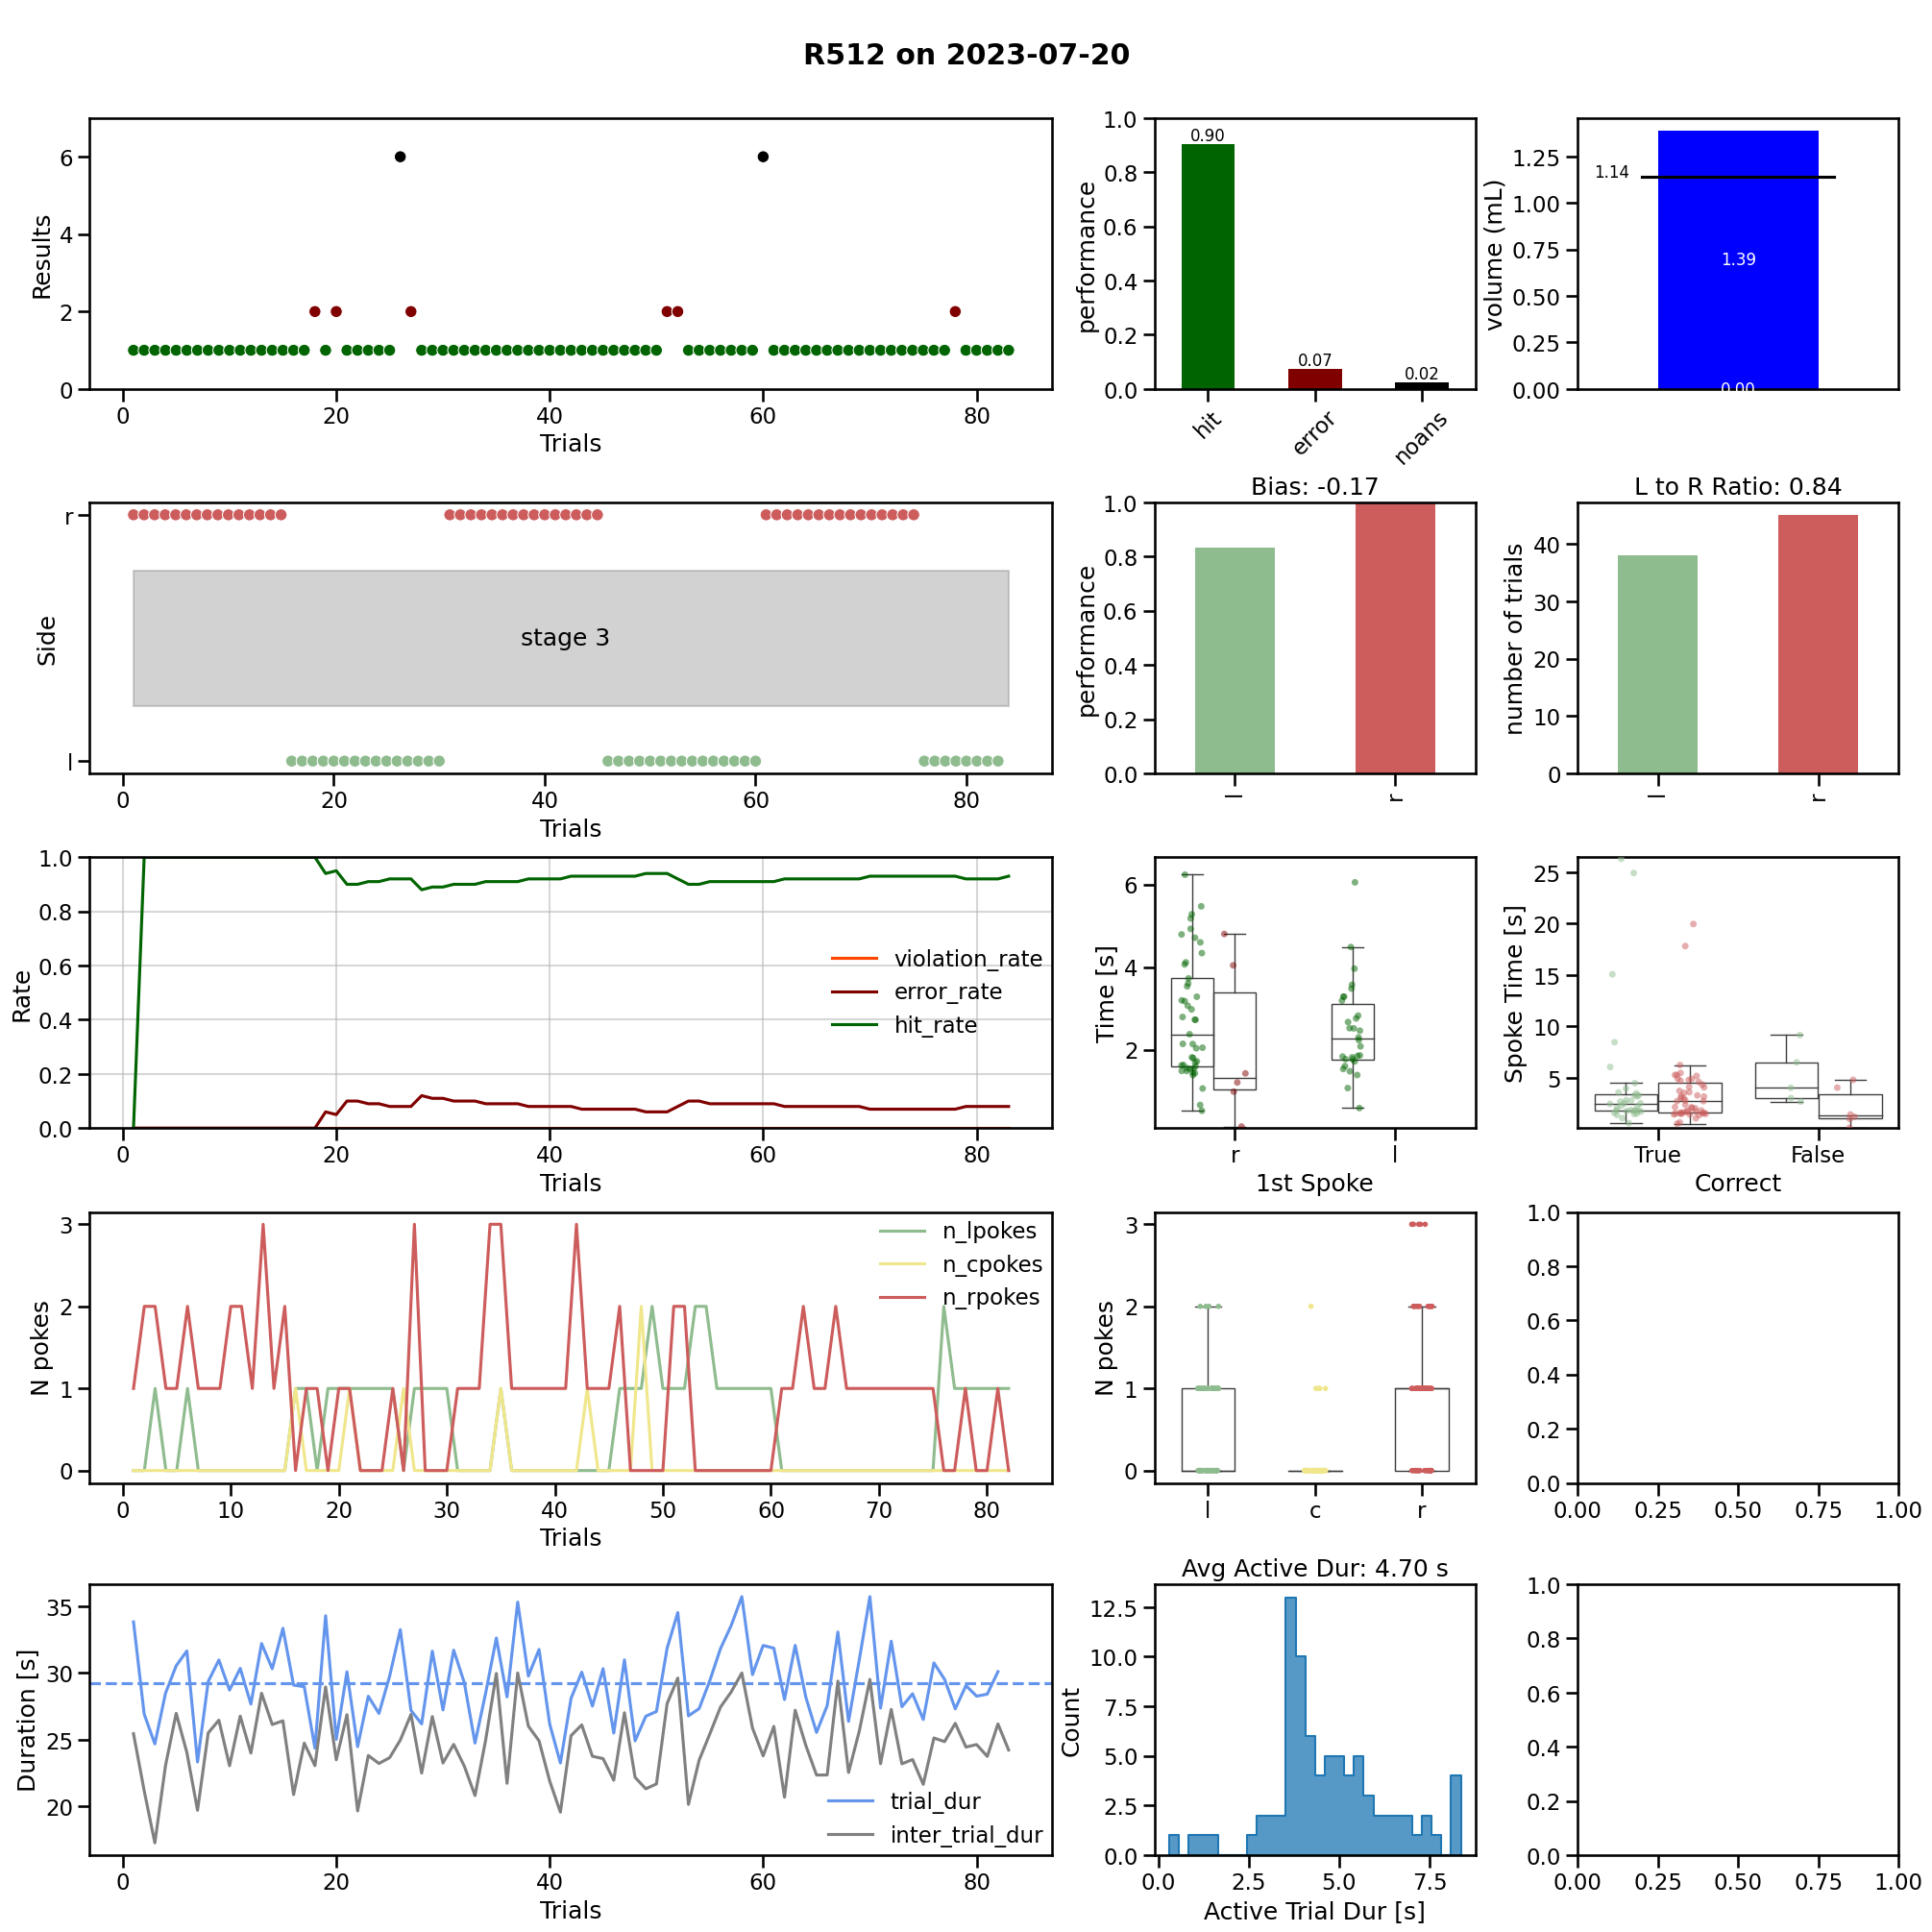 R512 on 2023-07-20
Results
6
4
2
0
0 20 40 60 80
Trials
performance
1.0
0.8
0.6
0.4
0.2
0.0
0.90
0.07
0.02
hit error noans
volume (mL)
1.25
1.00
0.75
0.50
0.25
0.00
1.14
1.39
0.00
Side
r
l
stage 3
0 20 40 60 80
Trials
Bias: -0.17
performance
1.0
0.8
0.6
0.4
0.2
0.0
l r
L to R Ratio: 0.84
number of trials
40
30
20
10
0
l r
Rate
1.0
0.8
0.6
0.4
0.2
0.0
violation_rate
error_rate
hit_rate
0 20 40 60 80
Trials
Time [s]
6
4
2
r l
1st Spoke
Spoke Time [s]
25
20
15
10
5
True False
Correct
N pokes
3
2
1
0
n_lpokes
n_cpokes
n_rpokes
0 10 20 30 40 50 60 70 80
Trials
N pokes
3
2
1
0
l c r
1.0
0.8
0.6
0.4
0.2
0.0
0.00 0.25 0.50 0.75 1.00
Duration [s]
35
30
25
20
trial_dur
inter_trial_dur
0 20 40 60 80
Trials
Avg Active Dur: 4.70 s
Count
12.5
10.0
7.5
5.0
2.5
0.0
0.0 2.5 5.0 7.5
Active Trial Dur [s]
1.0
0.8
0.6
0.4
0.2
0.0
0.00 0.25 0.50 0.75 1.00